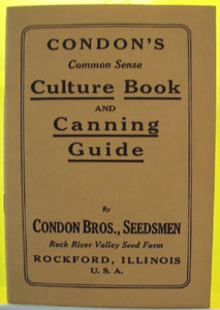 CONDON'S
Common Sense
Culture Book
AND
Canning
Guide
By
CONDON BROS., SEEDSMEN
Rock River Valley Seed Farm
ROCKFORD, ILLINOIS
U. S. A.